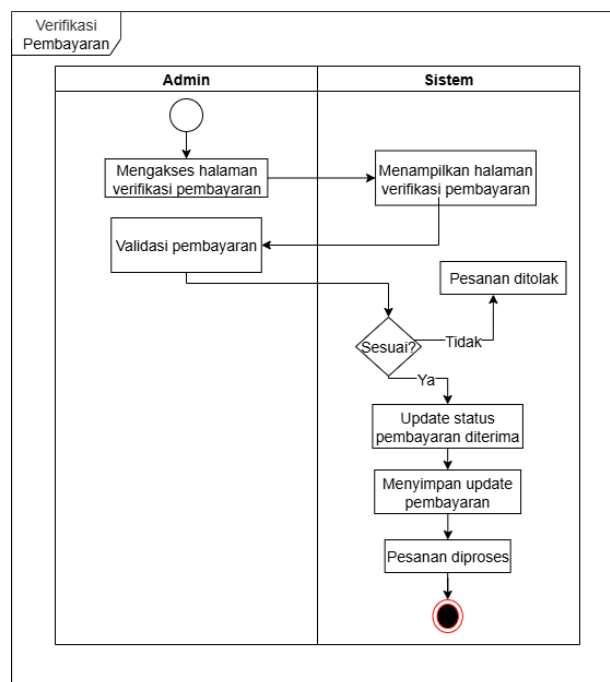 Verifikasi
Pembayaran
Admin
Sistem
Mengakses halaman
verifikasi pembayaran
Menampilkan halaman
verifikasi pembayaran
Validasi pembayaran
Pesanan ditolak
Sesuai?
Tidak
Ya
Update status
pembayaran diterima
Menyimpan update
pembayaran
Pesanan diproses